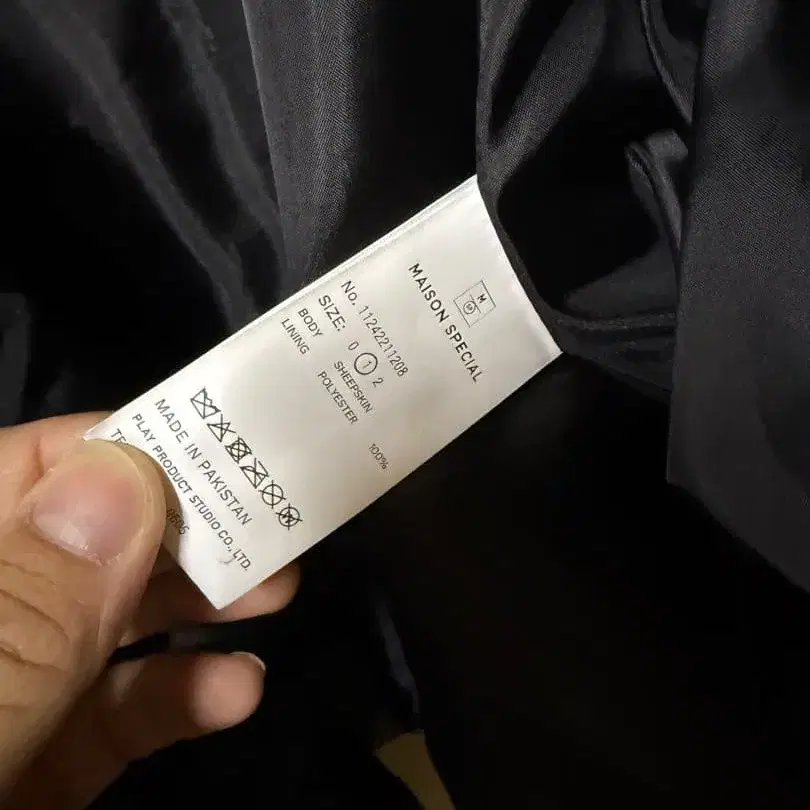 M
SP
MAISON SPECIAL
No. 11242211208
SIZE: 0 1 2
BODY SHEEPSKIN
LINING POLYESTER 100%
MADE IN PAKISTAN
PLAY PRODUCT STUDIO CO., LTD.